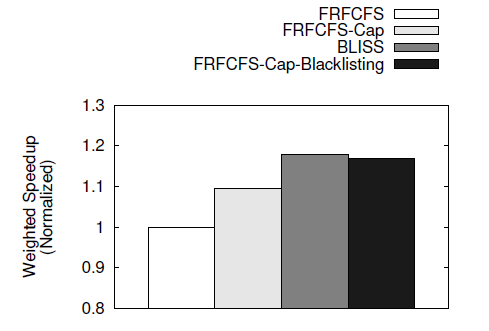 FRFCFS
FRFCFS-Cap
BLISS
FRFCFS-Cap-Blacklisting
Weighted Speedup
(Normalized)
1.3
1.2
1.1
1
0.9
0.8